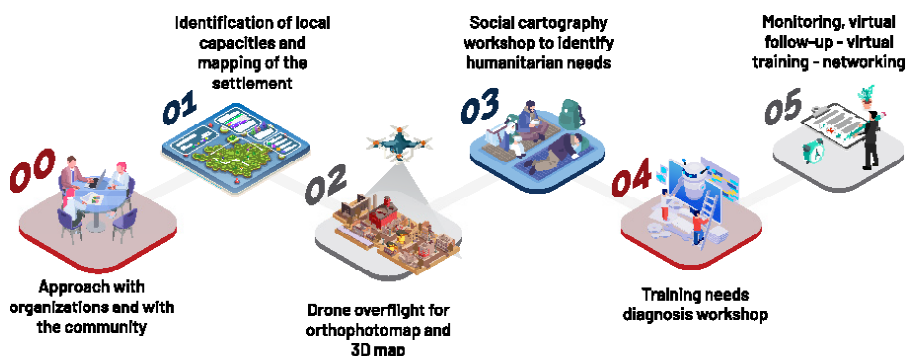 00
Approach with
organizations and with
the community
01
Identification of local
capacities and
mapping of the
settlement
02
Drone overflight for
orthophotomap and
3D map
03
Social cartography
workshop to identify
humanitarian needs
04
Training needs
diagnosis workshop
05
Monitoring, virtual
follow-up - virtual
training - networking